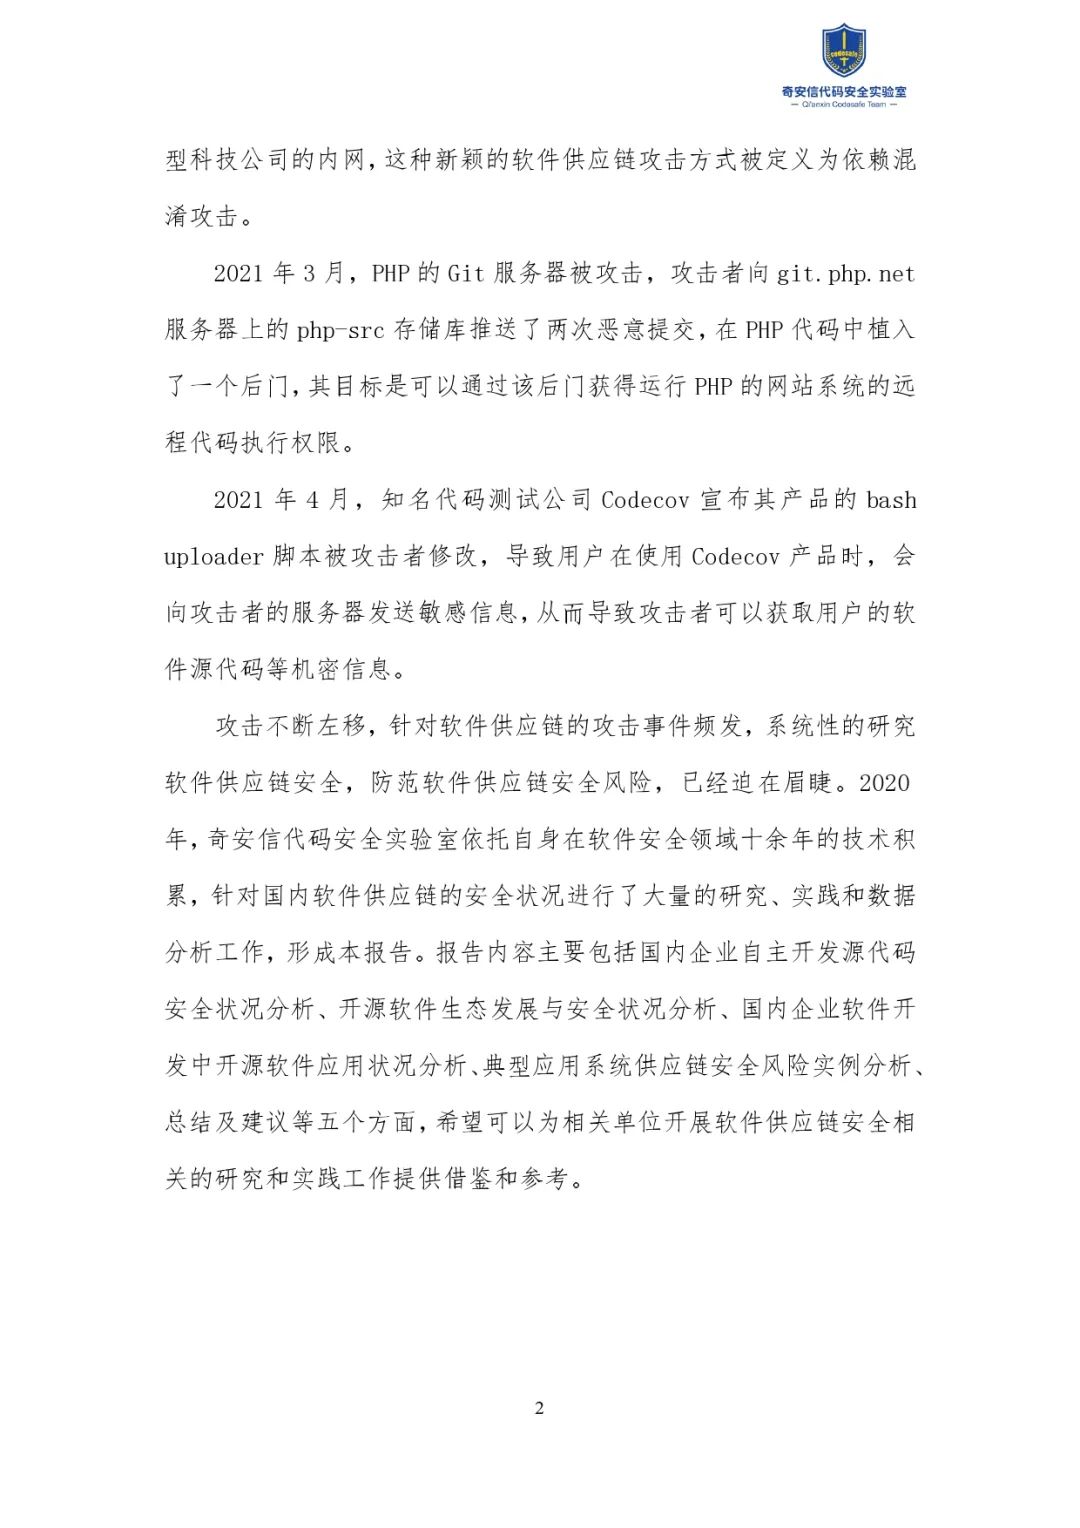 codesafe
奇安信代码安全实验室
— Qi'anxin Codesafe Team —
型科技公司的内网，这种新颖的软件供应链攻击方式被定义为依赖混
淆攻击。
2021 年 3 月，PHP 的 Git 服务器被攻击，攻击者向 git.php.net
服务器上的 php-src 存储库推送了两次恶意提交，在 PHP 代码中植入
了一个后门，其目标是可以通过该后门获得运行 PHP 的网站系统的远
程代码执行权限。
2021 年 4 月，知名代码测试公司 Codecov 宣布其产品的 bash
uploader 脚本被攻击者修改，导致用户在使用 Codecov 产品时，会
向攻击者的服务器发送敏感信息，从而导致攻击者可以获取用户的软
件源代码等机密信息。
攻击不断左移，针对软件供应链的攻击事件频发，系统性的研究
软件供应链安全，防范软件供应链安全风险，已经迫在眉睫。2020
年，奇安信代码安全实验室依托自身在软件安全领域十余年的技术积
累，针对国内软件供应链的安全状况进行了大量的研究、实践和数据
分析工作，形成本报告。报告内容主要包括国内企业自主开发源代码
安全状况分析、开源软件生态发展与安全状况分析、国内企业软件开
发中开源软件应用状况分析、典型应用系统供应链安全风险实例分析、
总结及建议等五个方面，希望可以为相关单位开展软件供应链安全相
关的研究和实践工作提供借鉴和参考。
2